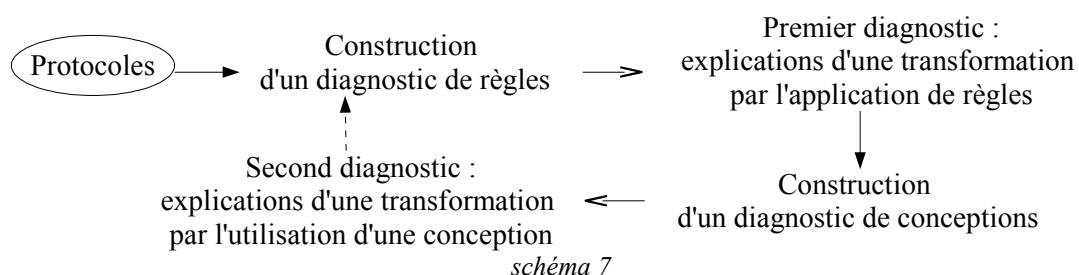 Protocoles
Construction
d'un diagnostic de règles
Premier diagnostic :
explications d'une transformation
par l'application de règles
Construction
d'un diagnostic de conceptions
Second diagnostic :
explications d'une transformation
par l'utilisation d'une conception
schéma 7